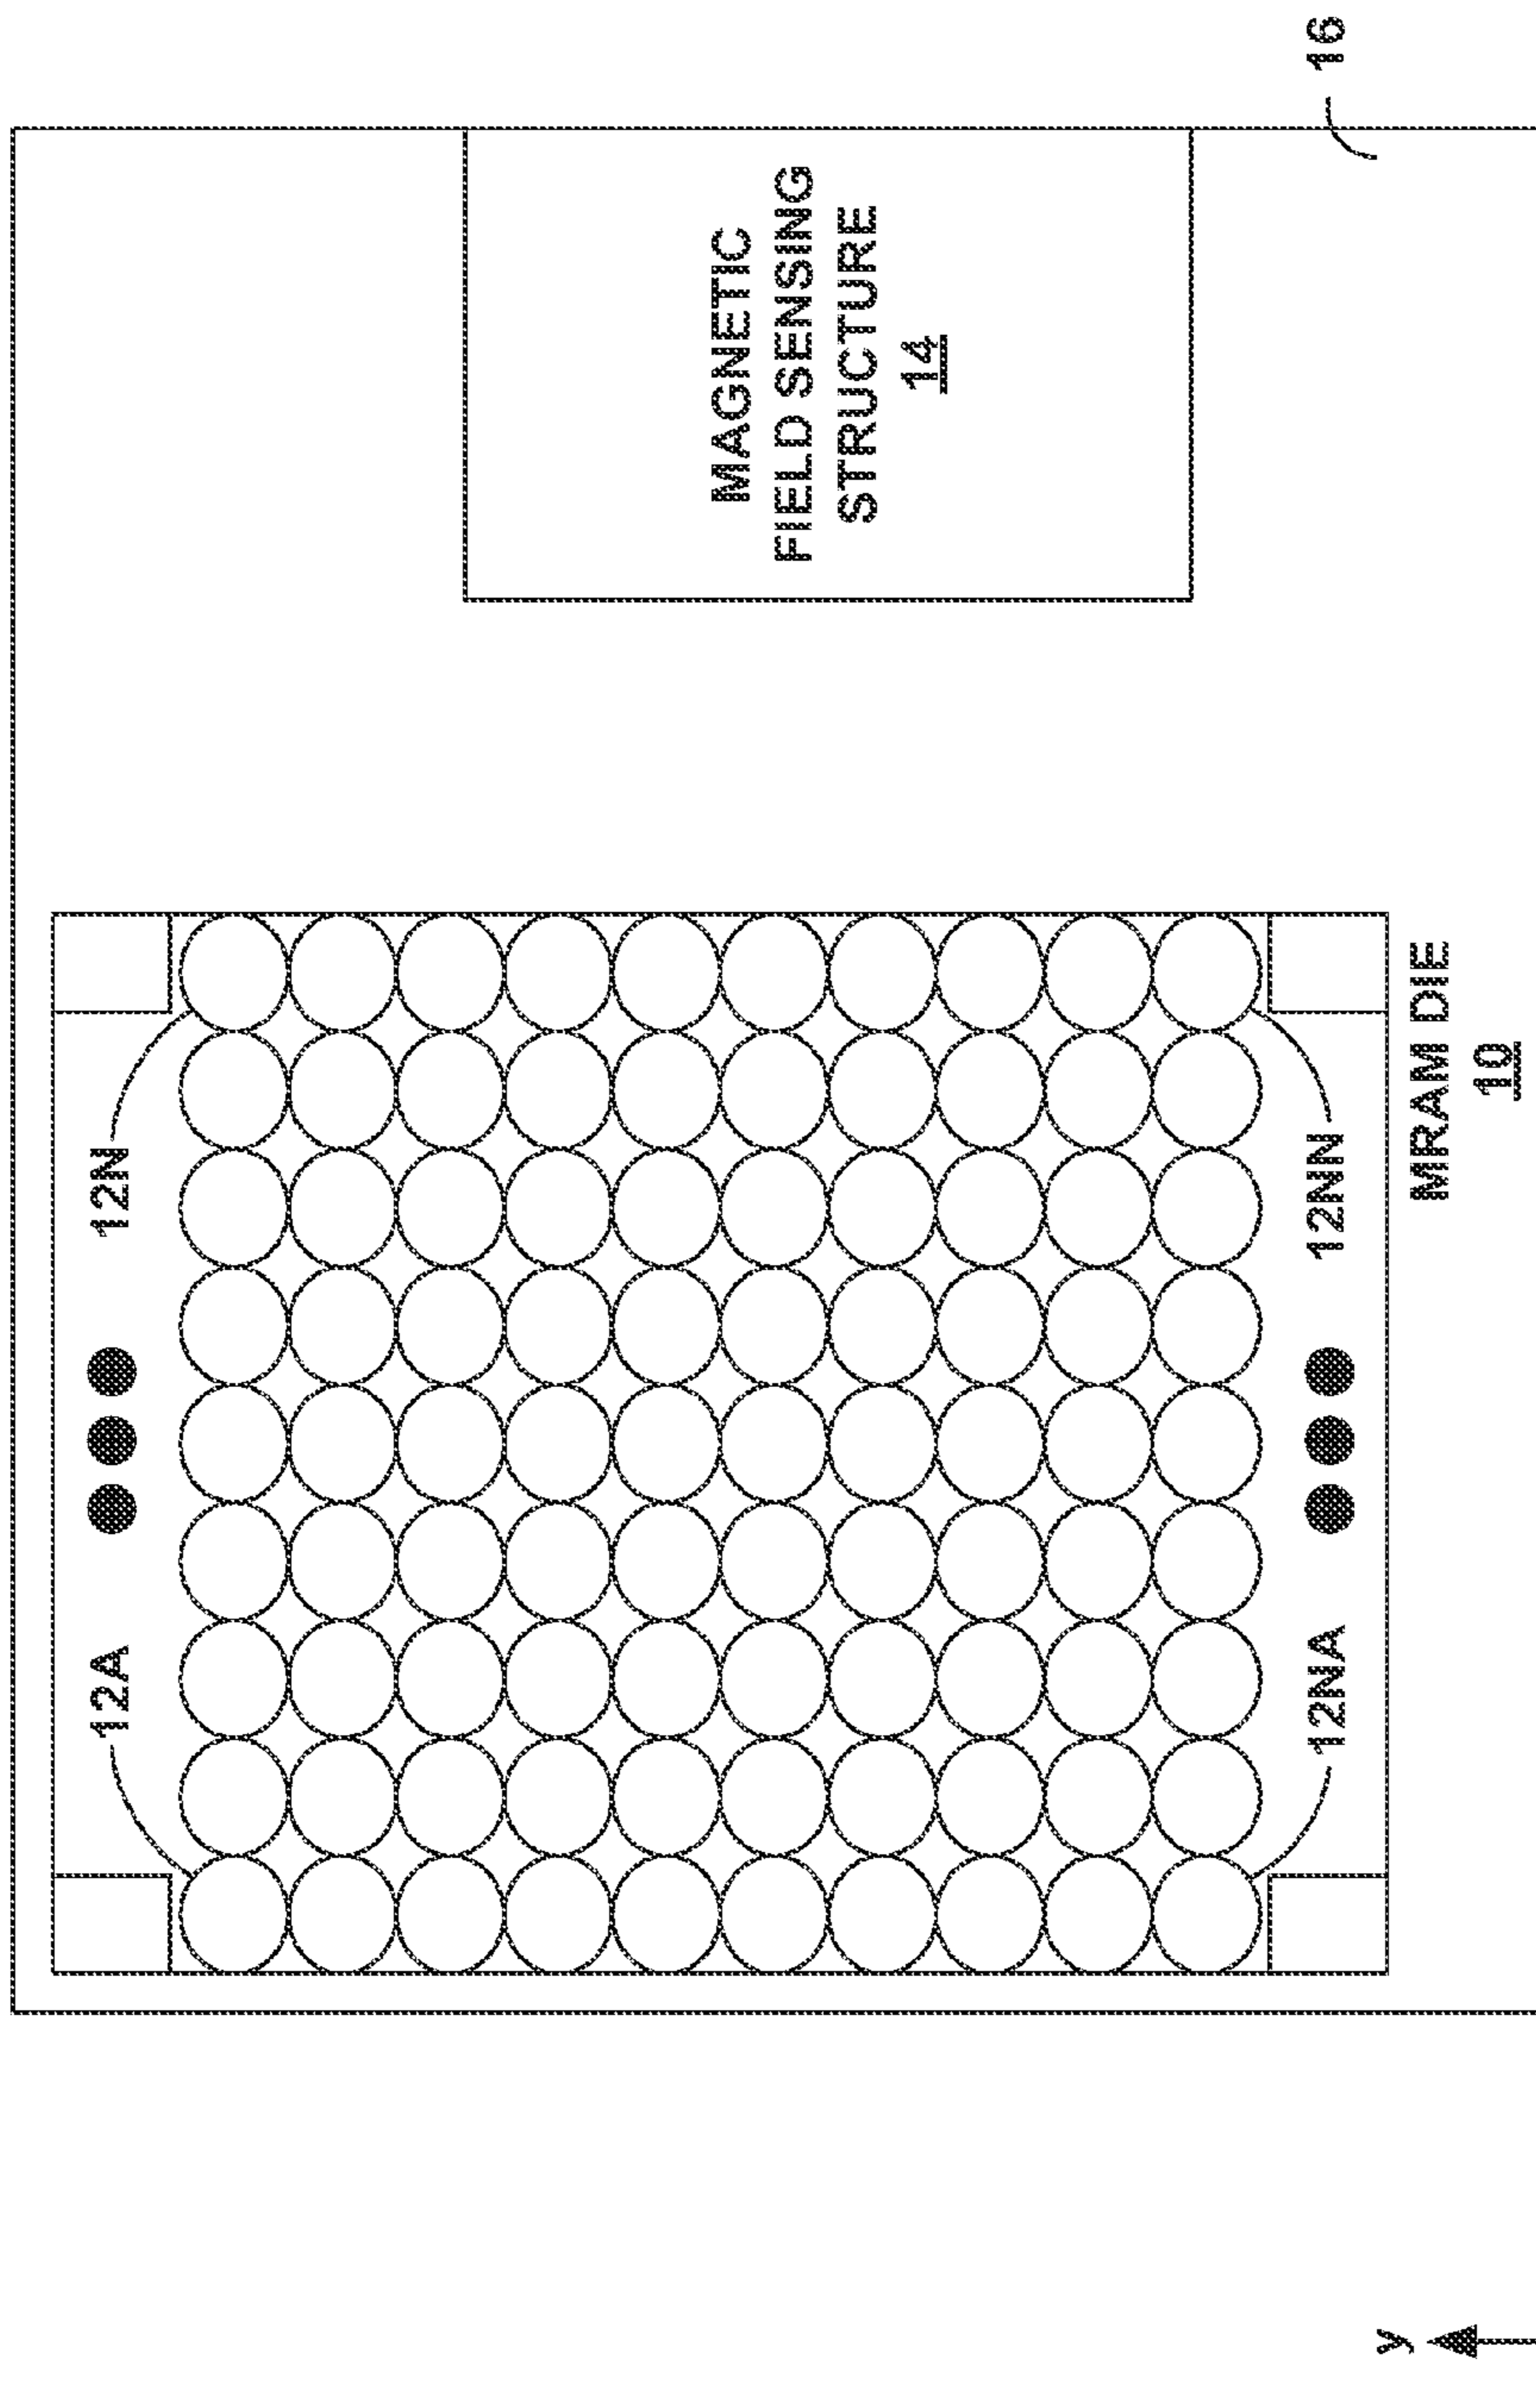 12A
12N
12NA
12NN
MRAM DIE
10
MAGNETIC
FIELD SENSING
STRUCTURE
14
16
y